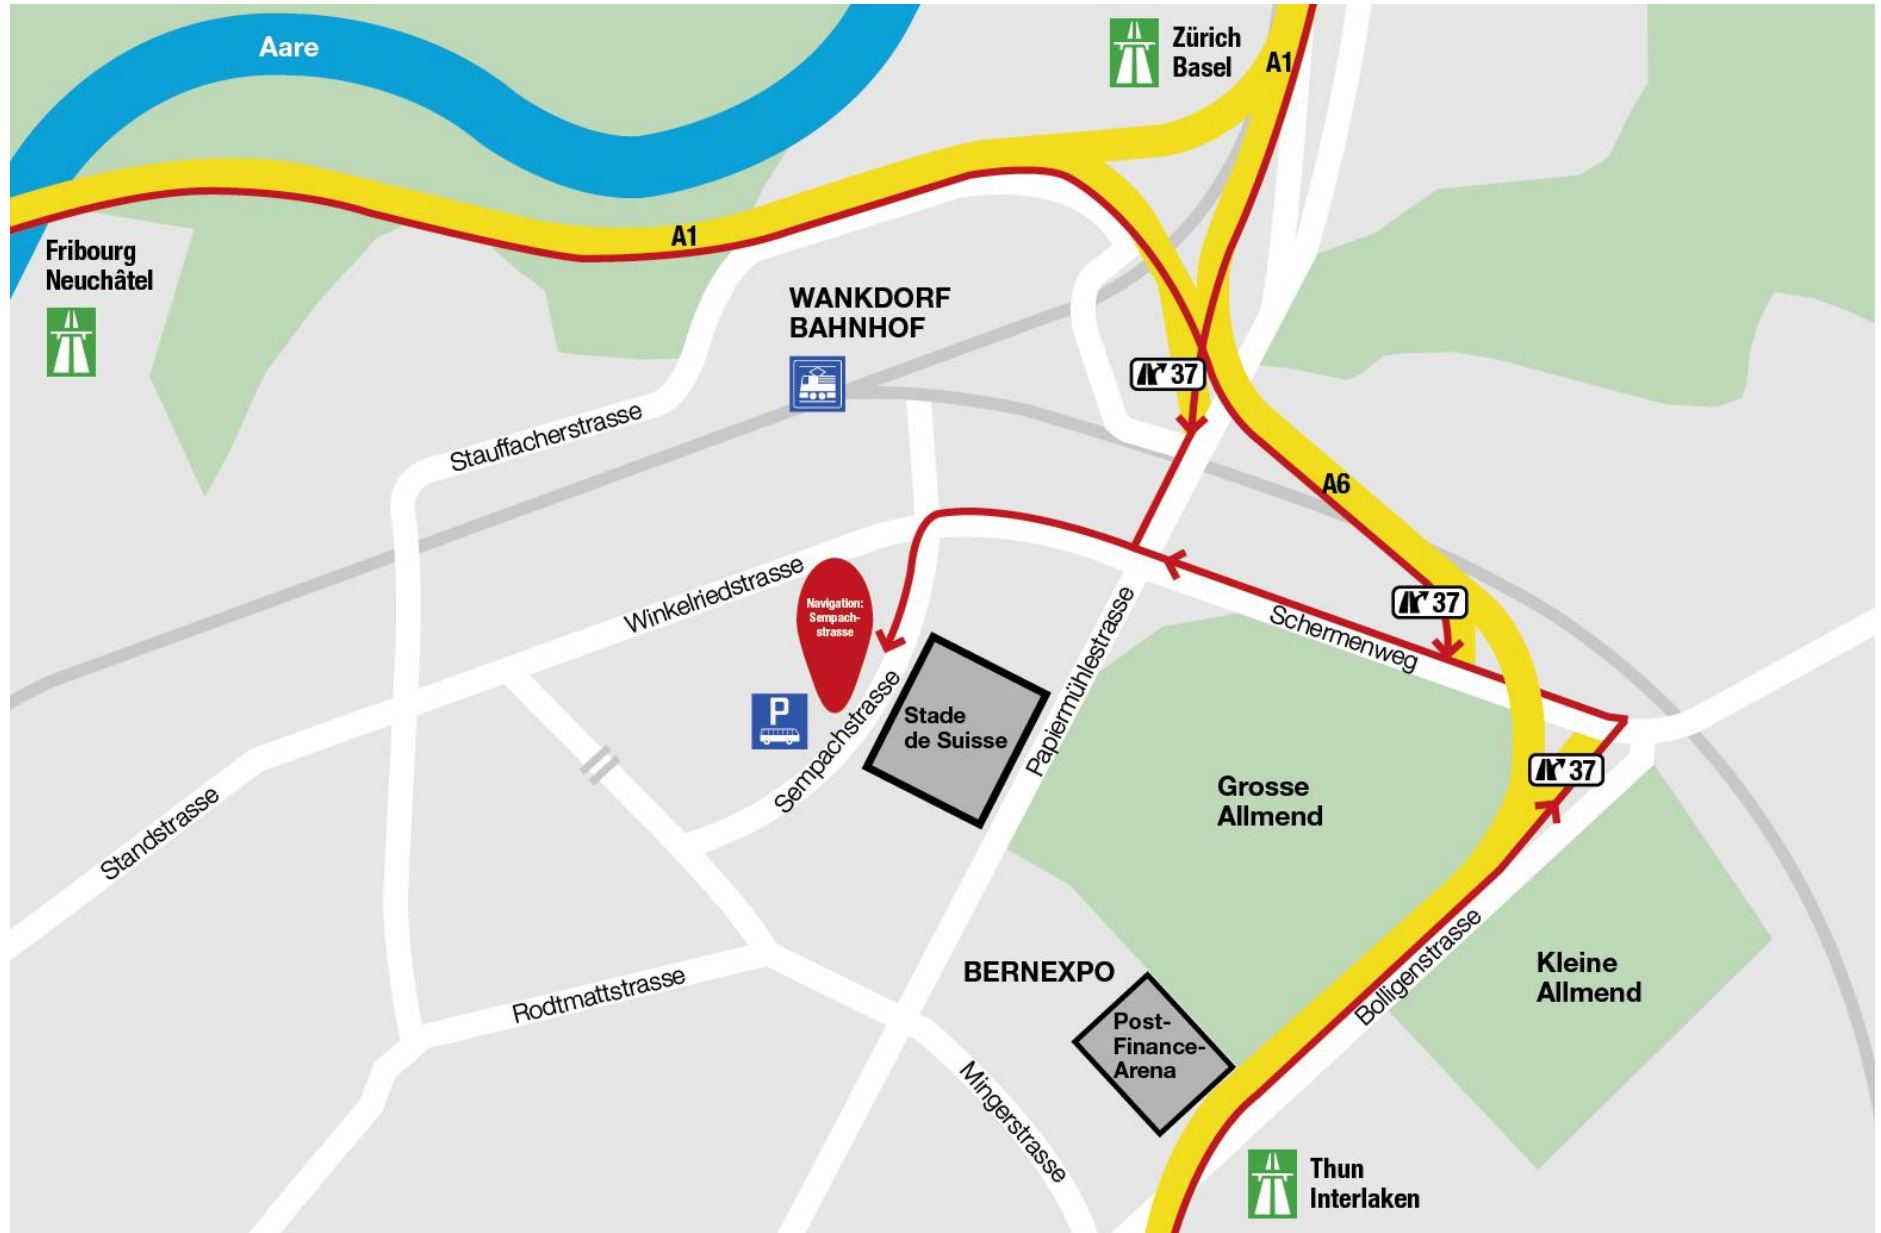 Aare
Zürich
Basel
A1
A1
Fribourg
Neuchâtel
WANKDORF
BAHNHOF
37
Stauffacherstrasse
A6
Winkelriedstrasse
Navigation:
Sempach-
strasse
37
Schermenweg
Papiermühlestrasse
P
Sempachstrasse
Stade
de Suisse
37
Grosse
Allmend
Standstrasse
Bolligenstrasse
Kleine
Allmend
BERNEXPO
Rodtmattstrasse
Post-
Finance-
Arena
Mingerstrasse
Thun
Interlaken